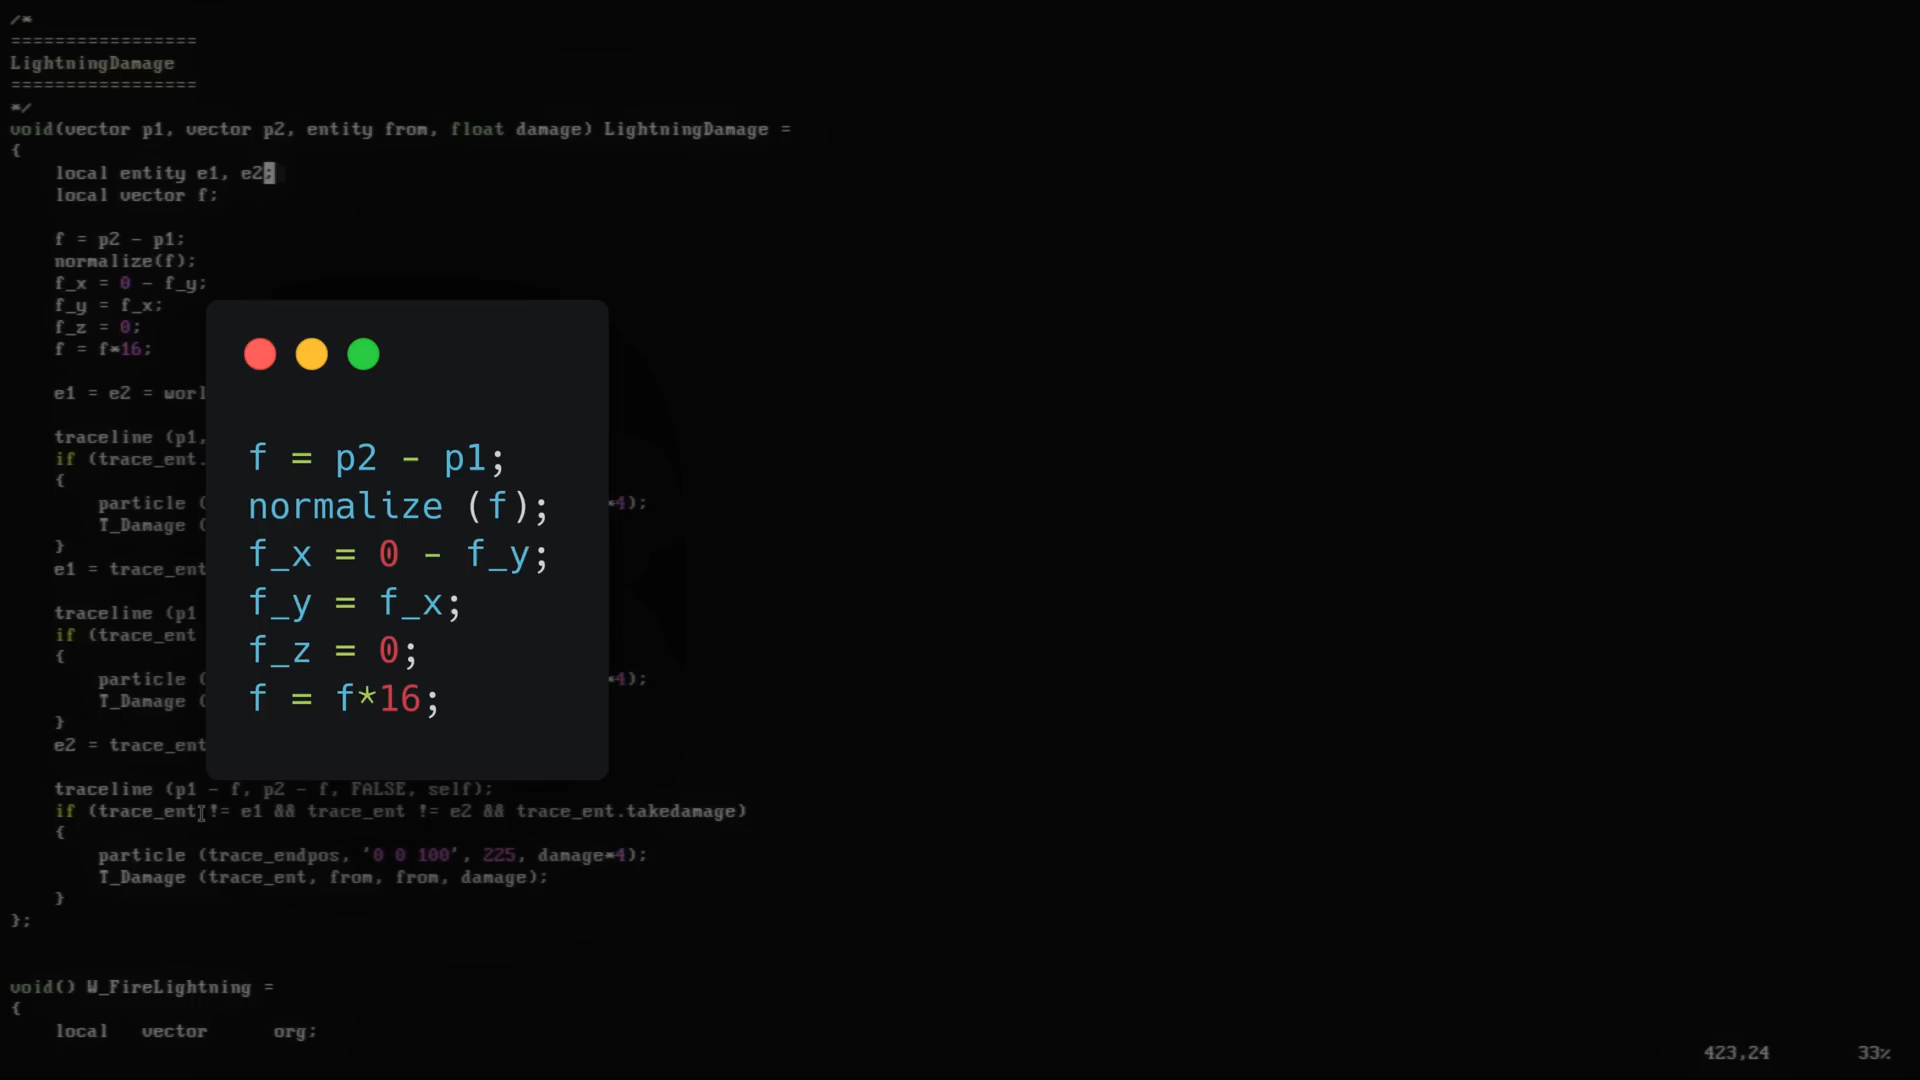 /*
=================
LightningDamage
=================
*/
void(vector p1, vector p2, entity from, float damage) LightningDamage =
{
    local entity e1, e2;
    local vector f;

    f = p2 - p1;
    normalize(f);
    f_x = 0 - f_y;
    f_y = f_x;
    f_z = 0;
    f = f*16;

    e1 = e2 =

    traceline (p1,
    if (trace_ent.
    {
        particle ( *4);
        T_Damage (
    }
    e1 = trace_ent

    traceline (p1
    if (trace_ent
    {
        particle ( *4);
        T_Damage (
    }
    e2 = trace_ent

    traceline (p1 - f, p2 - f, FALSE, self);
    if (trace_ent != e1 && trace_ent != e2 && trace_ent.takedamage)
    {
        particle (trace_endpos, '0 0 100', 225, damage*4);
        T_Damage (trace_ent, from, from, damage);
    }
};

void() W_FireLightning =
{
    local   vector      org;
423,24 33%
f = p2 - p1;
normalize (f);
f_x = 0 - f_y;
f_y = f_x;
f_z = 0;
f = f*16;